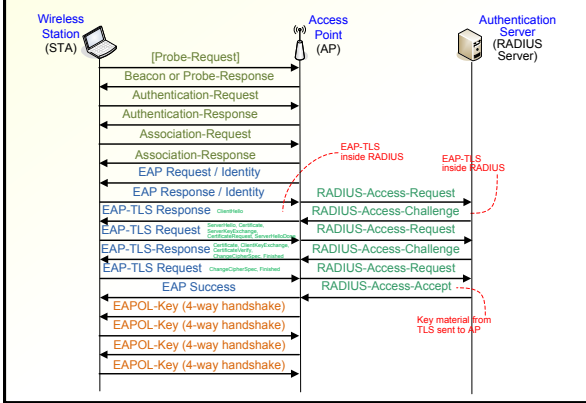 Wireless
Station
(STA)
Access
Point
(AP)
Authentication
Server
(RADIUS
Server)
[Probe-Request]
Beacon or Probe-Response
Authentication-Request
Authentication-Response
Association-Request
Association-Response
EAP-TLS
inside RADIUS
EAP-TLS
inside RADIUS
EAP Request / Identity
EAP Response / Identity
RADIUS-Access-Request
EAP-TLS Response ClientHello
RADIUS-Access-Challenge
EAP-TLS Request ServerHello, Certificate,
ServerKeyExchange,
CertificateRequest, ServerHelloDone
RADIUS-Access-Request
EAP-TLS-Response Certificate, ClientKeyExchange,
CertificateVerify,
ChangeCipherSpec, Finished
RADIUS-Access-Challenge
EAP-TLS Request ChangeCipherSpec, Finished
RADIUS-Access-Request
EAP Success
RADIUS-Access-Accept
EAPOL-Key (4-way handshake)
Key material from
TLS sent to AP
EAPOL-Key (4-way handshake)
EAPOL-Key (4-way handshake)
EAPOL-Key (4-way handshake)